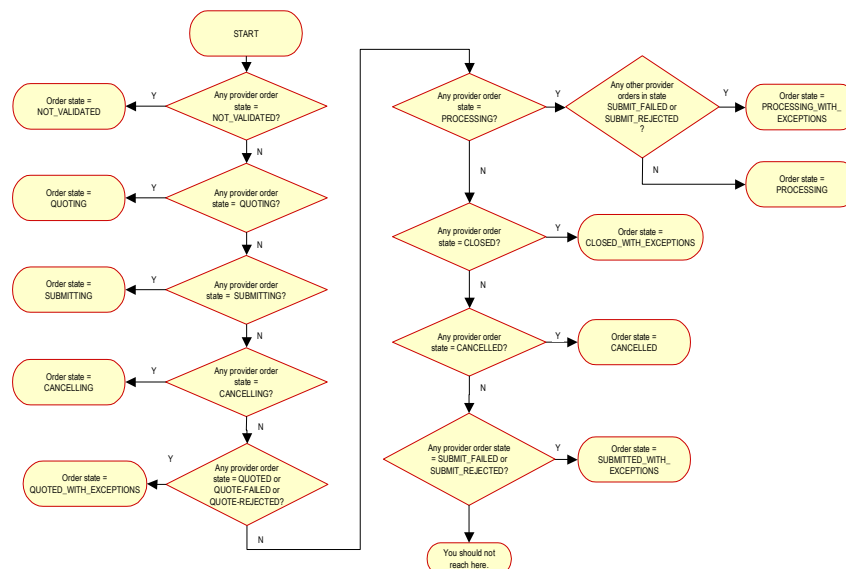 START
Any provider order
state =
NOT_VALIDATED?
Y
Order state =
NOT_VALIDATED
N
Any provider order
state = QUOTING?
Y
Order state =
QUOTING
N
Any provider order
state = SUBMITTING?
Y
Order state =
SUBMITTING
N
Any provider order
state =
CANCELLING?
Y
Order state =
CANCELLING
N
Any provider order
state = QUOTED or
QUOTE-FAILED or
QUOTE-REJECTED?
Y
Order state =
QUOTED_WITH_EXCEPTIONS
N
Any provider order
state =
PROCESSING?
Y
Any other provider
orders in state
SUBMIT_FAILED or
SUBMIT_REJECTED
?
Y
Order state =
PROCESSING_WITH_
EXCEPTIONS
N
Order state =
PROCESSING
N
Any provider order
state = CLOSED?
Y
Order state =
CLOSED_WITH_EXCEPTIONS
N
Any provider order
state = CANCELLED?
Y
Order state =
CANCELLED
N
Any provider order state
= SUBMIT_FAILED or
SUBMIT_REJECTED?
Y
Order state =
SUBMITTED_WITH_
EXCEPTIONS
N
You should not
reach here.